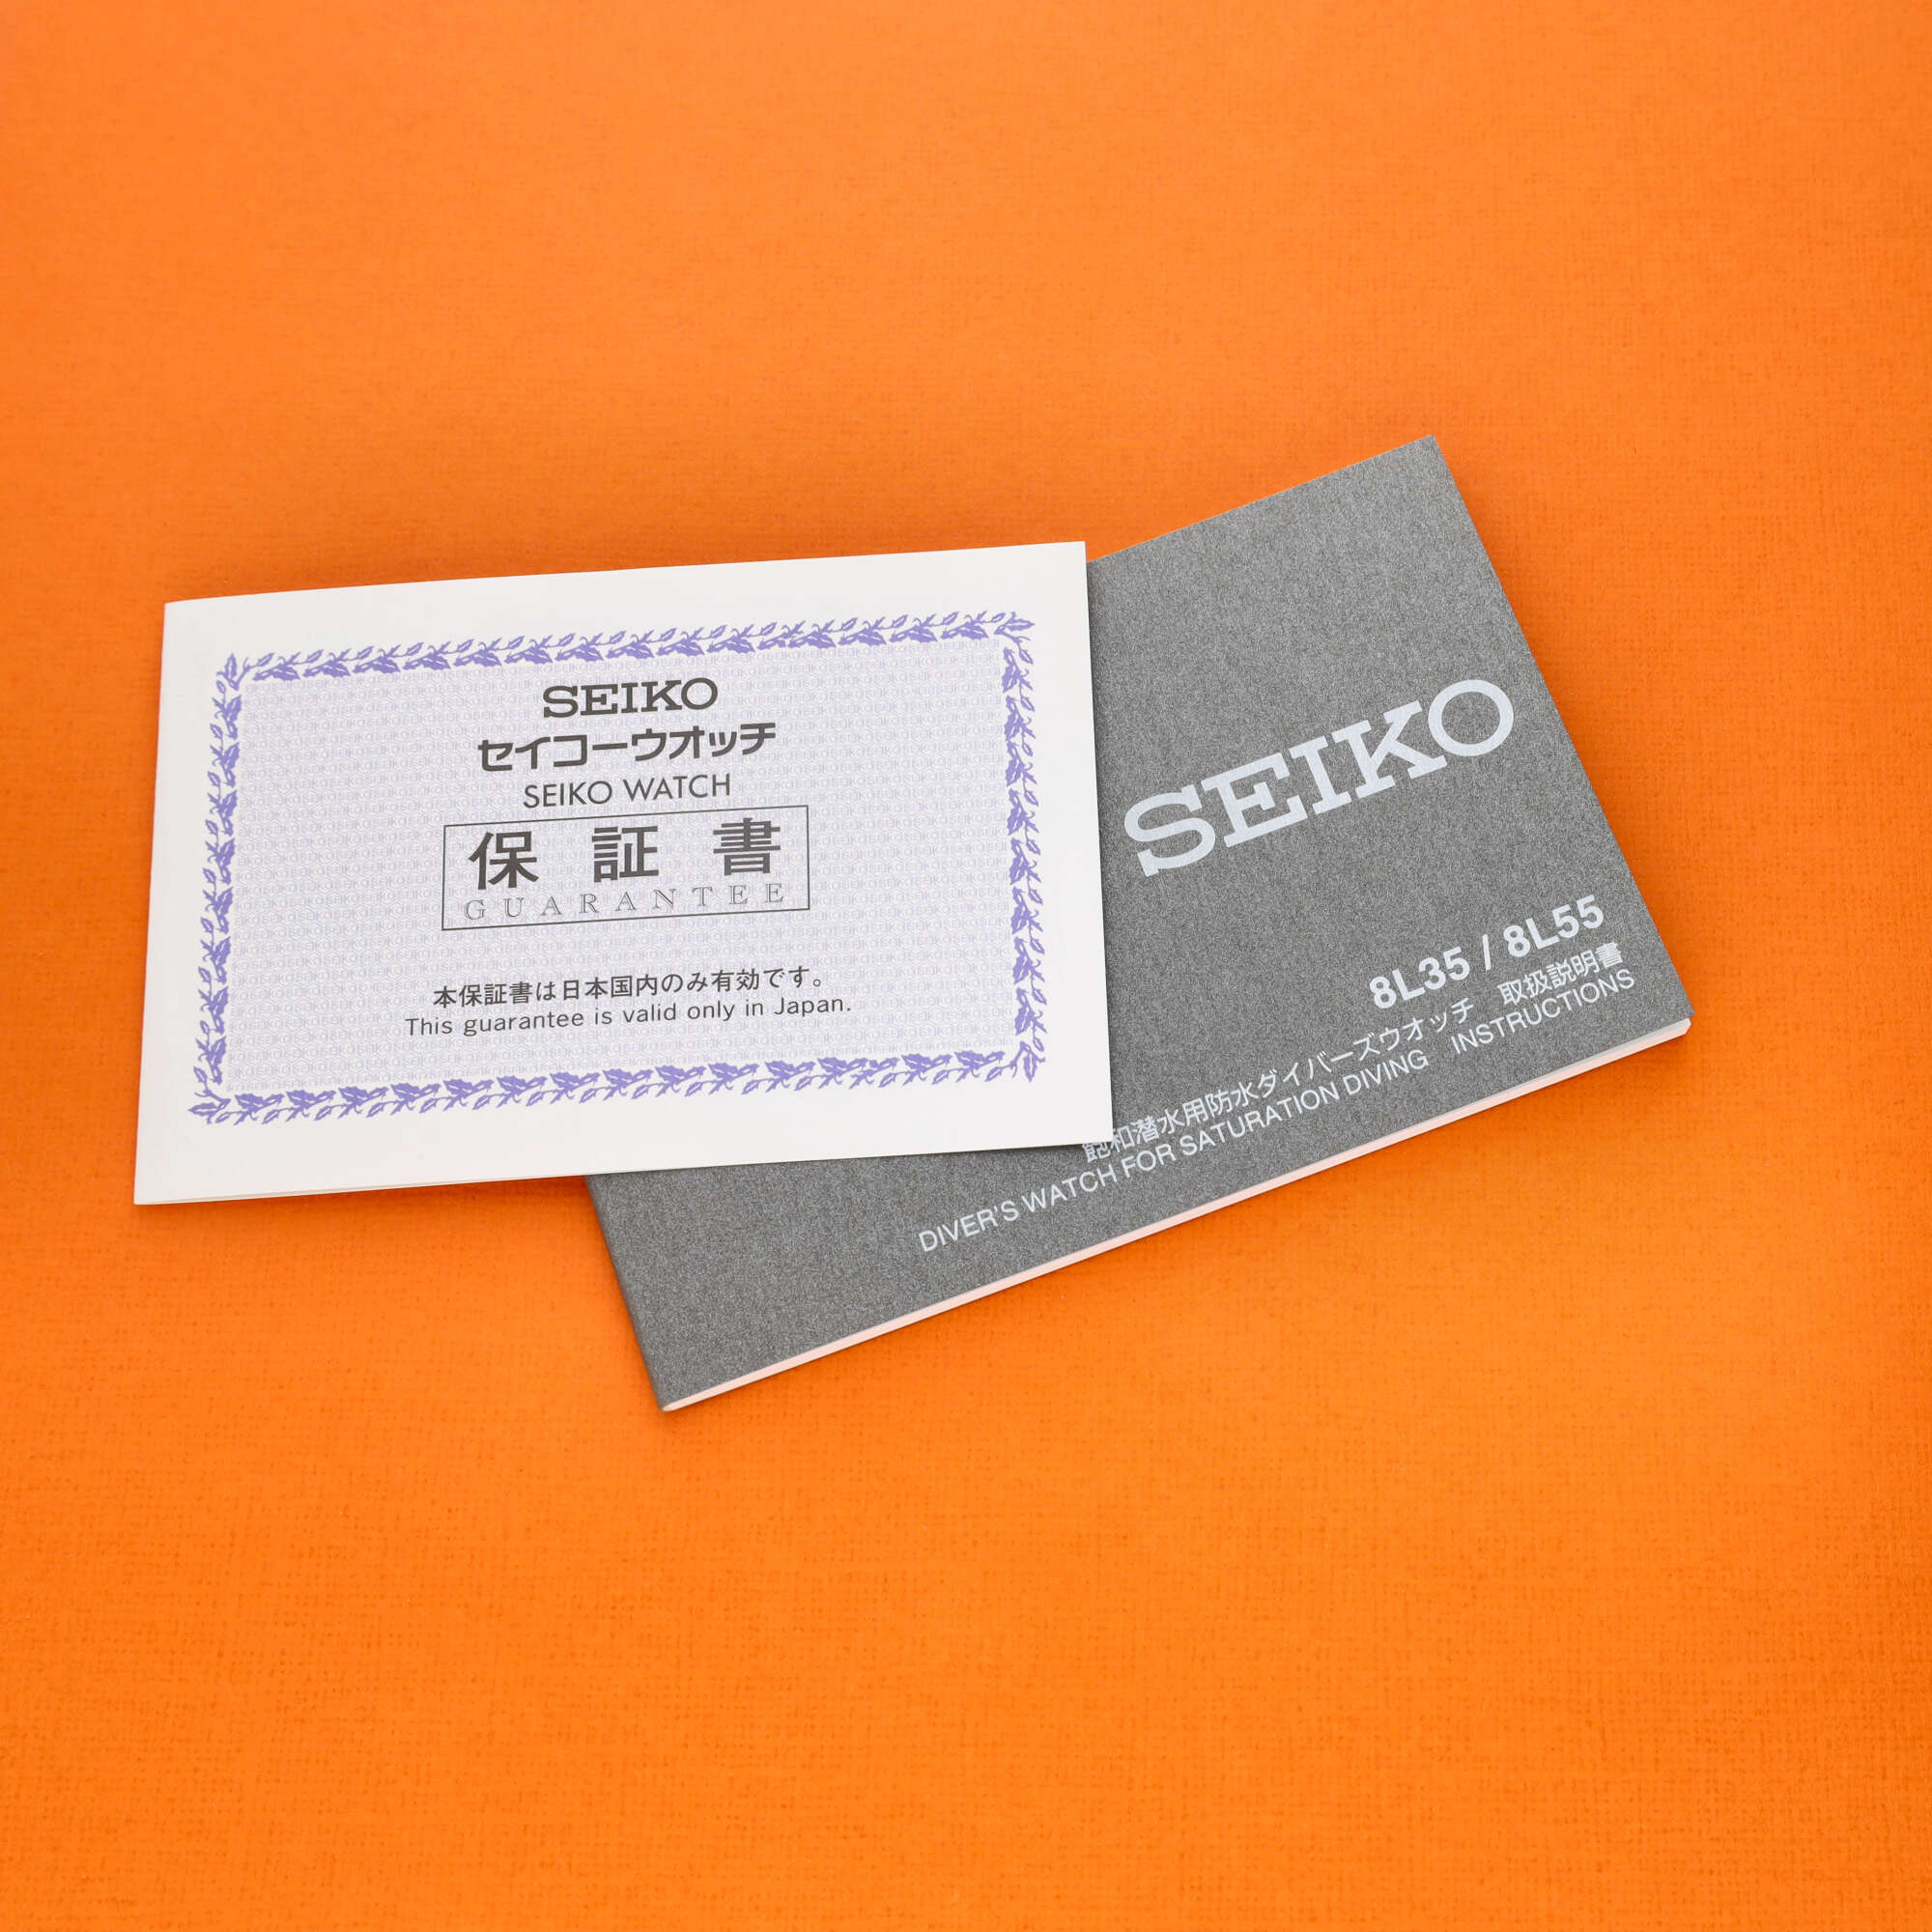 SEIKO
セイコーウオッチ
SEIKO WATCH
保証書
GUARANTEE
本保証書は日本国内のみ有効です。
This guarantee is valid only in Japan.
SEIKO
8L35 / 8L55
飽和潜水用防水ダイバーズウオッチ 取扱説明書
DIVER'S WATCH FOR SATURATION DIVING INSTRUCTIONS